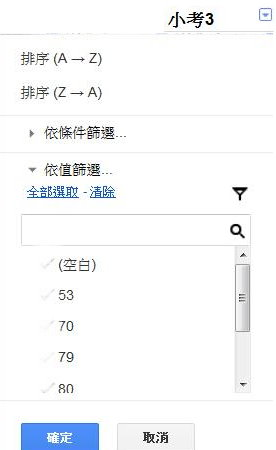 小考3
排序 (A → Z)
排序 (Z → A)
依條件篩選...
依值篩選...
全部選取 - 清除
(空白)
53
70
79
80
確定 取消